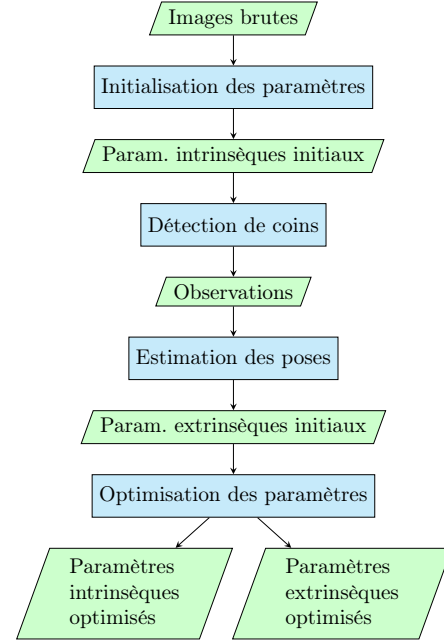 Images brutes
Initialisation des paramètres
Param. intrinsèques initiaux
Détection de coins
Observations
Estimation des poses
Param. extrinsèques initiaux
Optimisation des paramètres
Paramètres
intrinsèques
optimisés
Paramètres
extrinsèques
optimisés